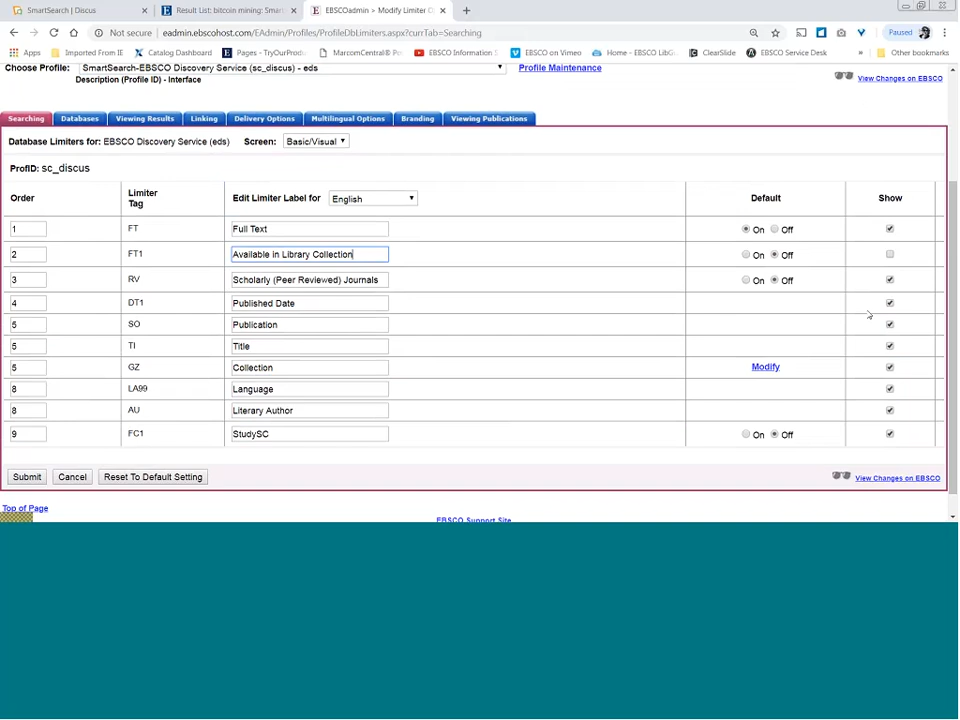 SmartSearch | Discus
Result List: bitcoin mining: Smart
EBSCOadmin > Modify Limiter
Not secure | eadmin.ebscohost.com/EAdmin/Profiles/ProfileDbLimiters.aspx?currTab=Searching
Paused
Apps Imported From IE Catalog Dashboard Pages - TryOurProdu MarcomCentral® Po EBSCO Information S EBSCO on Vimeo Home - EBSCO LibG ClearSlide EBSCO Service Desk » Other bookmarks
Choose Profile: SmartSearch-EBSCO Discovery Service (sc_discus) - eds Profile Maintenance
Description (Profile ID) - Interface
View Changes on EBSCO
Searching Databases Viewing Results Linking Delivery Options Multilingual Options Branding Viewing Publications
Database Limiters for: EBSCO Discovery Service (eds) Screen: Basic/Visual
ProfID: sc_discus
Order Limiter Tag Edit Limiter Label for English Default Show
1 FT Full Text On Off
2 FT1 Available in Library Collection On Off
3 RV Scholarly (Peer Reviewed) Journals On Off
4 DT1 Published Date
5 SO Publication
5 TI Title
5 GZ Collection Modify
8 LA99 Language
8 AU Literary Author
9 FC1 StudySC On Off
Submit Cancel Reset To Default Setting View Changes on EBSCO
Top of Page
EBSCO Support Site